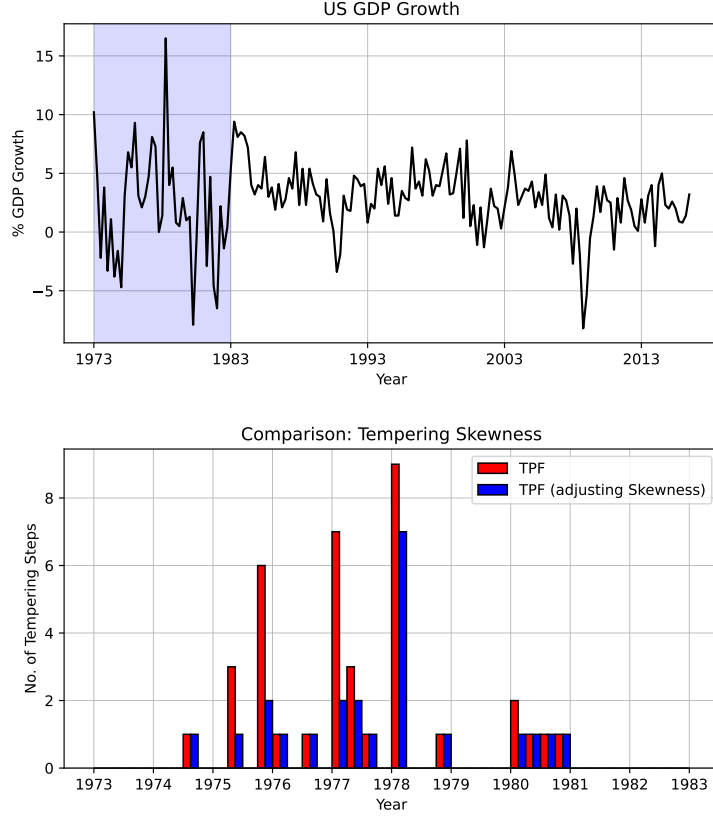 US GDP Growth
15
10
5
0
−5
% GDP Growth
1973 1983 1993 2003 2013
Year
Comparison: Tempering Skewness
TPF
TPF (adjusting Skewness)
8
6
4
2
0
No. of Tempering Steps
1973 1974 1975 1976 1977 1978 1979 1980 1981 1982 1983
Year